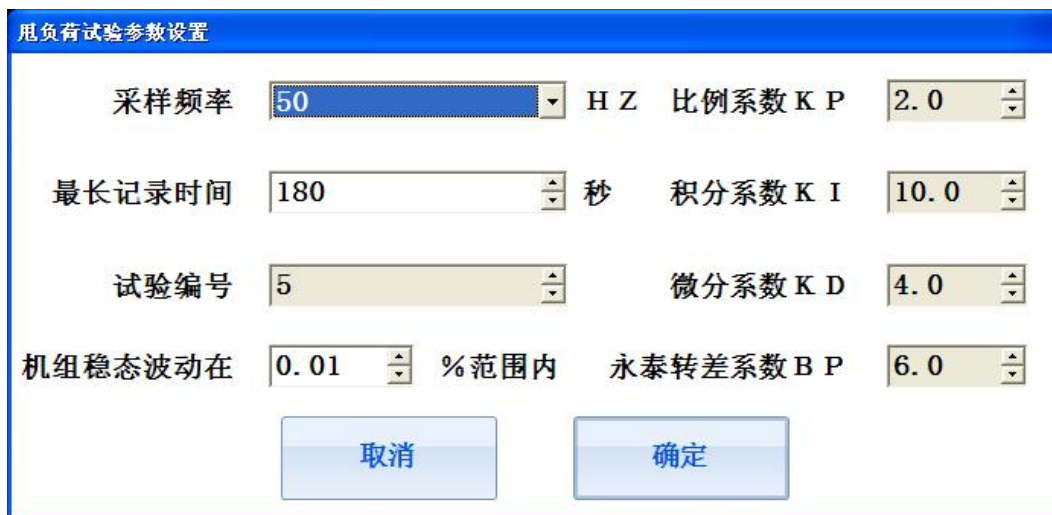 甩负荷试验参数设置
采样频率 50 HZ 比例系数KP 2.0
最长记录时间 180 秒 积分系数KI 10.0
试验编号 5 微分系数KD 4.0
机组稳态波动在 0.01 %范围内 永泰转差系数BP 6.0
取消 确定